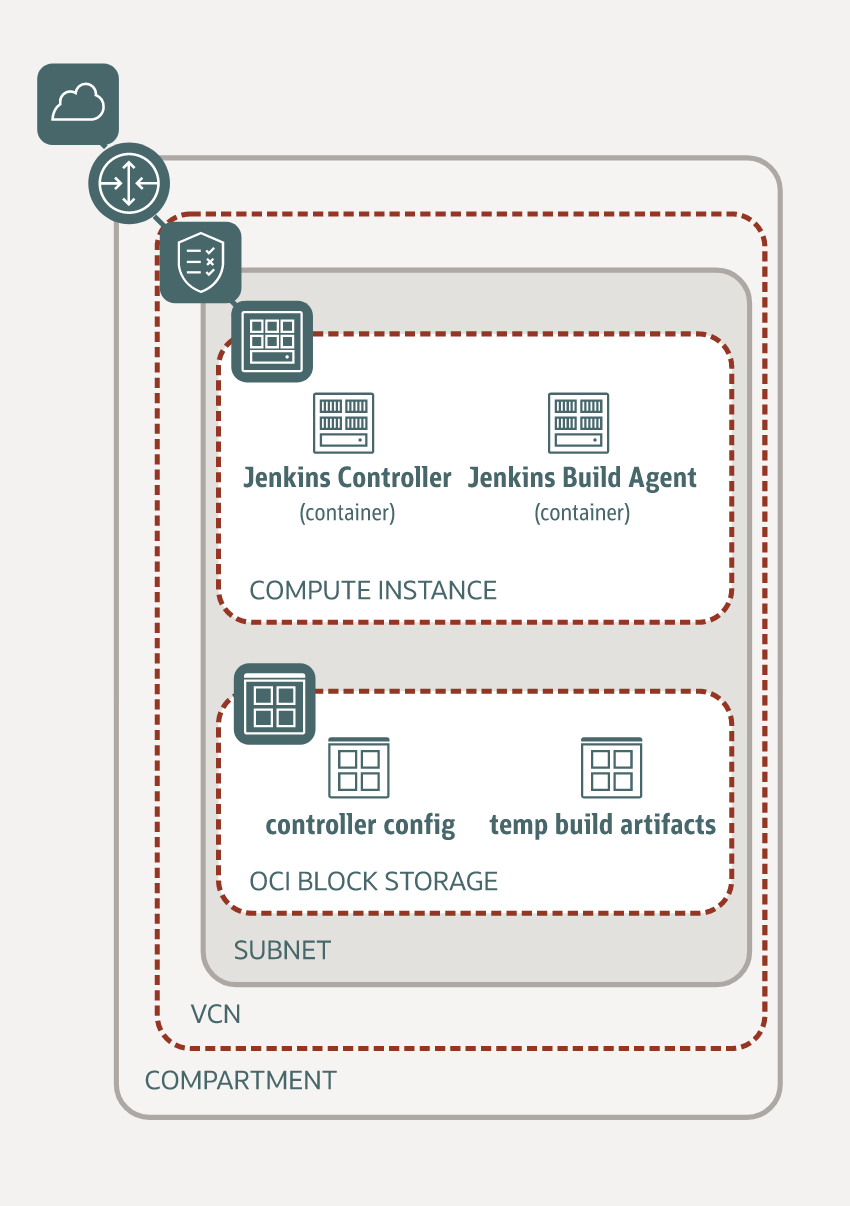 Jenkins Controller
(container)
Jenkins Build Agent
(container)
COMPUTE INSTANCE
controller config
temp build artifacts
OCI BLOCK STORAGE
SUBNET
VCN
COMPARTMENT